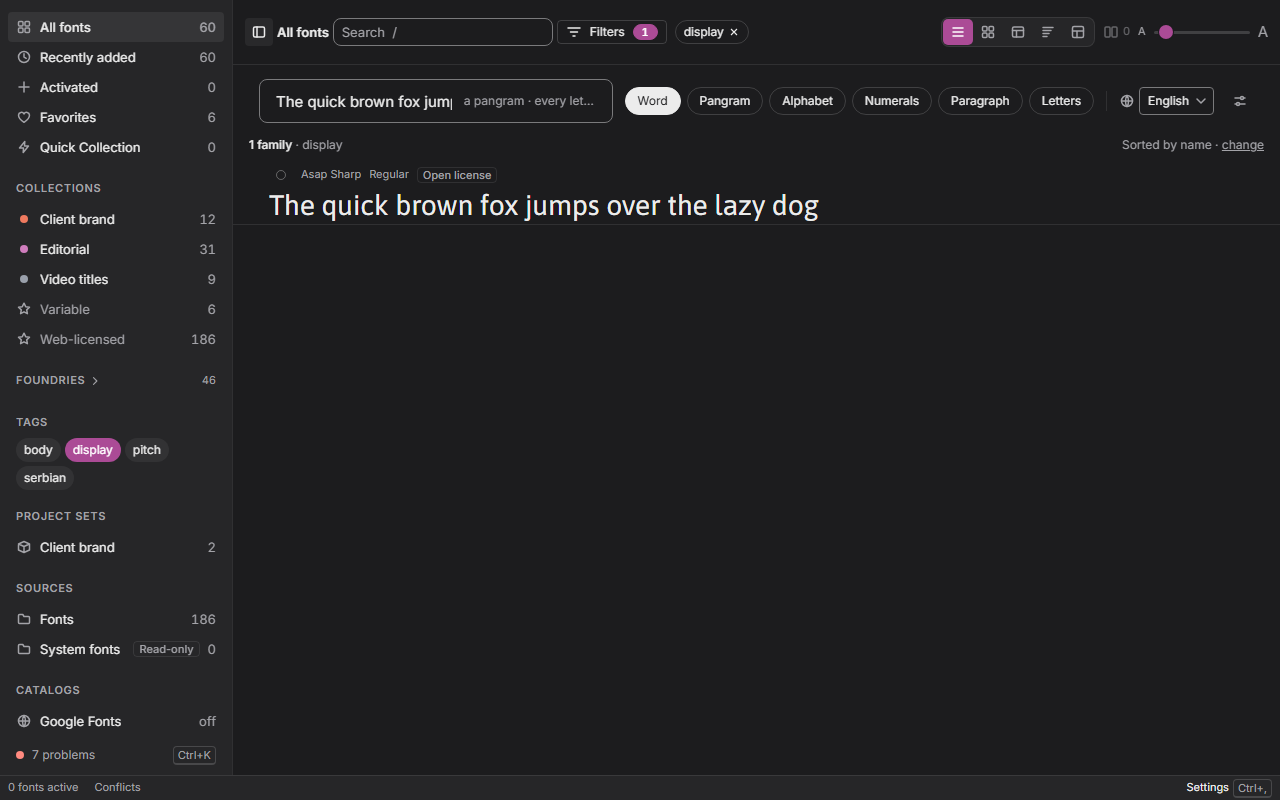 All fonts 60
Recently added 60
Activated 0
Favorites 6
Quick Collection 0
COLLECTIONS
Client brand 12
Editorial 31
Video titles 9
Variable 6
Web-licensed 186
FOUNDRIES 46
TAGS
body display pitch
serbian
PROJECT SETS
Client brand 2
SOURCES
Fonts 186
System fonts Read-only 0
CATALOGS
Google Fonts off
7 problems Ctrl+K
All fonts Search / Filters 1 display × 0 A A
The quick brown fox jump a pangram · every let... Word Pangram Alphabet Numerals Paragraph Letters English
1 family · display Sorted by name · change
Asap Sharp Regular Open license
The quick brown fox jumps over the lazy dog
0 fonts active Conflicts Settings Ctrl+,